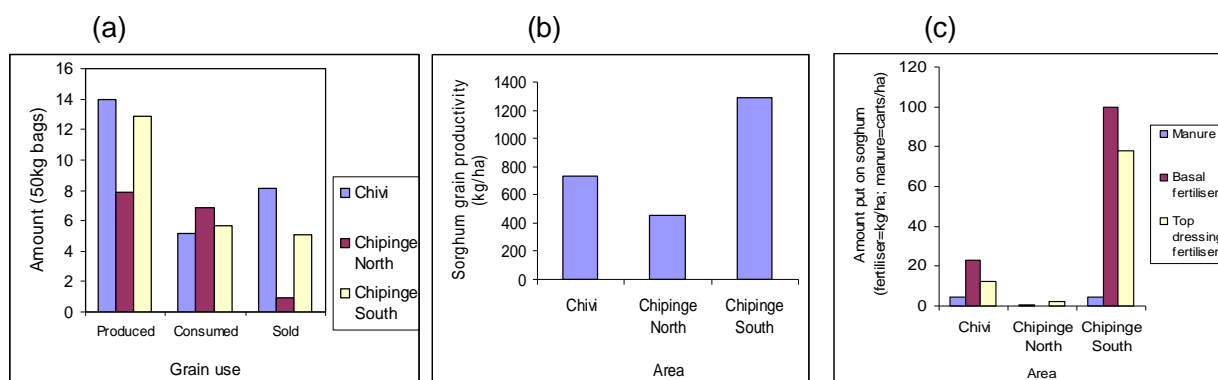 (a)
Amount (50kg bags)
16
14
12
10
8
6
4
2
0
Produced Consumed Sold
Grain use
Chivi
Chipinge
North
Chipinge
South
(b)
Sorghum grain productivity
(kg/ha)
1400
1200
1000
800
600
400
200
0
Chivi Chipinge Chipinge
North South
Area
(c)
Amount put on sorghum
(fertiliser=kg/ha; manure=carts/ha)
120
100
80
60
40
20
0
Chivi Chipinge Chipinge
North South
Area
Manure
Basal
fertiliser
Top
dressing
fertiliser